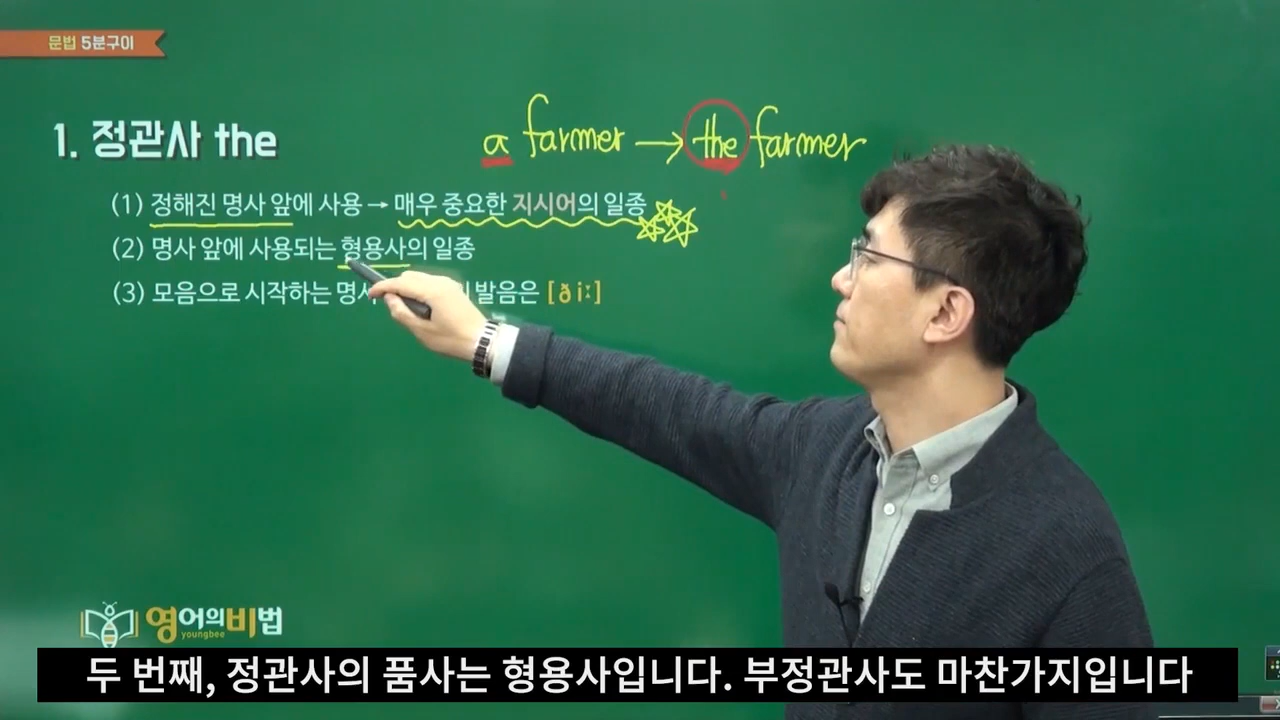 문법 5분구이
1. 정관사 the
a farmer → the farmer
(1) 정해진 명사 앞에 사용 → 매우 중요한 지시어의 일종
(2) 명사 앞에 사용되는 형용사의 일종
(3) 모음으로 시작하는 명사 발음은 [ði:]
영어의비법
youngbee
두 번째, 정관사의 품사는 형용사입니다. 부정관사도 마찬가지입니다